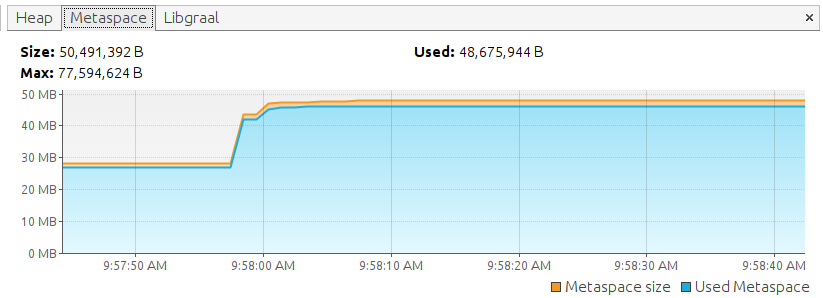 Heap Metaspace Libgraal ×
Size: 50,491,392 B Used: 48,675,944 B
Max: 77,594,624 B
50 MB
40 MB
30 MB
20 MB
10 MB
0 MB
9:57:50 AM 9:58:00 AM 9:58:10 AM 9:58:20 AM 9:58:30 AM 9:58:40 AM
Metaspace size Used Metaspace